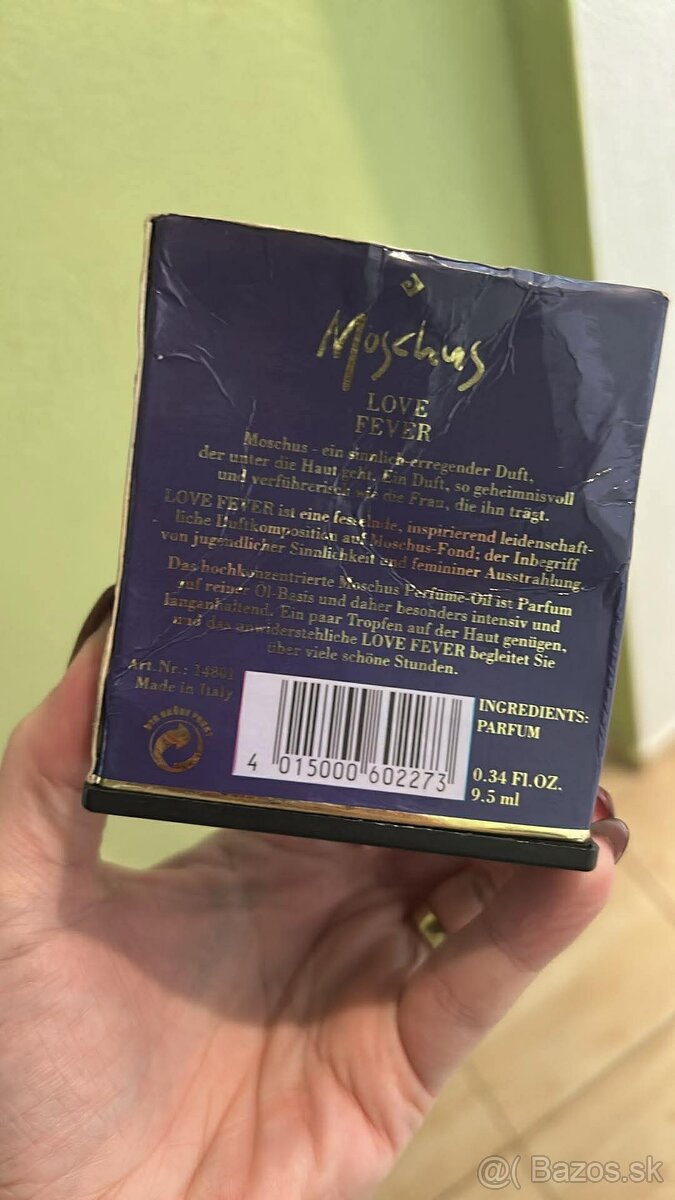 Moschus
LOVE
FEVER
Moschus - ein sinnlich-erregender Duft,
der unter die Haut geht. Ein Duft, so geheimnisvoll
und verführerisch wie die Frau, die ihn trägt.
LOVE FEVER ist eine fesselnde, inspirierend leidenschaft-
liche Duftkomposition auf Moschus-Fond; der Inbegriff
von jugendlicher Sinnlichkeit und femininer Ausstrahlung.
Das hochkonzentrierte Moschus Perfume-Oil ist Parfum
auf reiner Öl-Basis und daher besonders intensiv und
langanhaltend. Ein paar Tropfen auf der Haut genügen,
und das unwiderstehliche LOVE FEVER begleitet Sie
über viele schöne Stunden.
Art.Nr.: 14801
Made in Italy
DER GRÜNE PUNKT
INGREDIENTS:
PARFUM
4 015000 602273
0.34 Fl.OZ.
9.5 ml
@( Bazos.sk